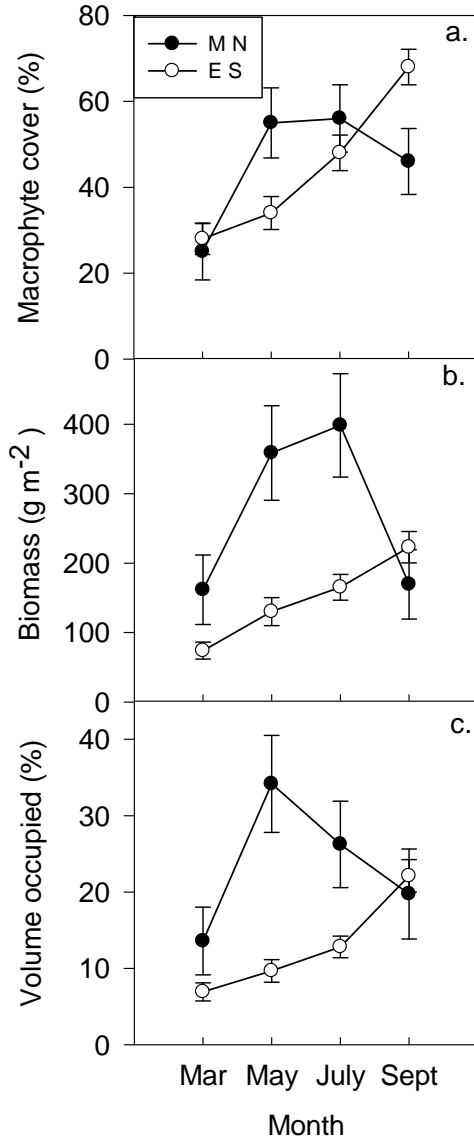 80
60
40
20
0
Macrophyte cover (%)
M N
E S
a.
400
300
200
100
0
Biomass (g m-2 )
b.
40
30
20
10
0
Volume occupied (%)
c.
Mar May July Sept
Month